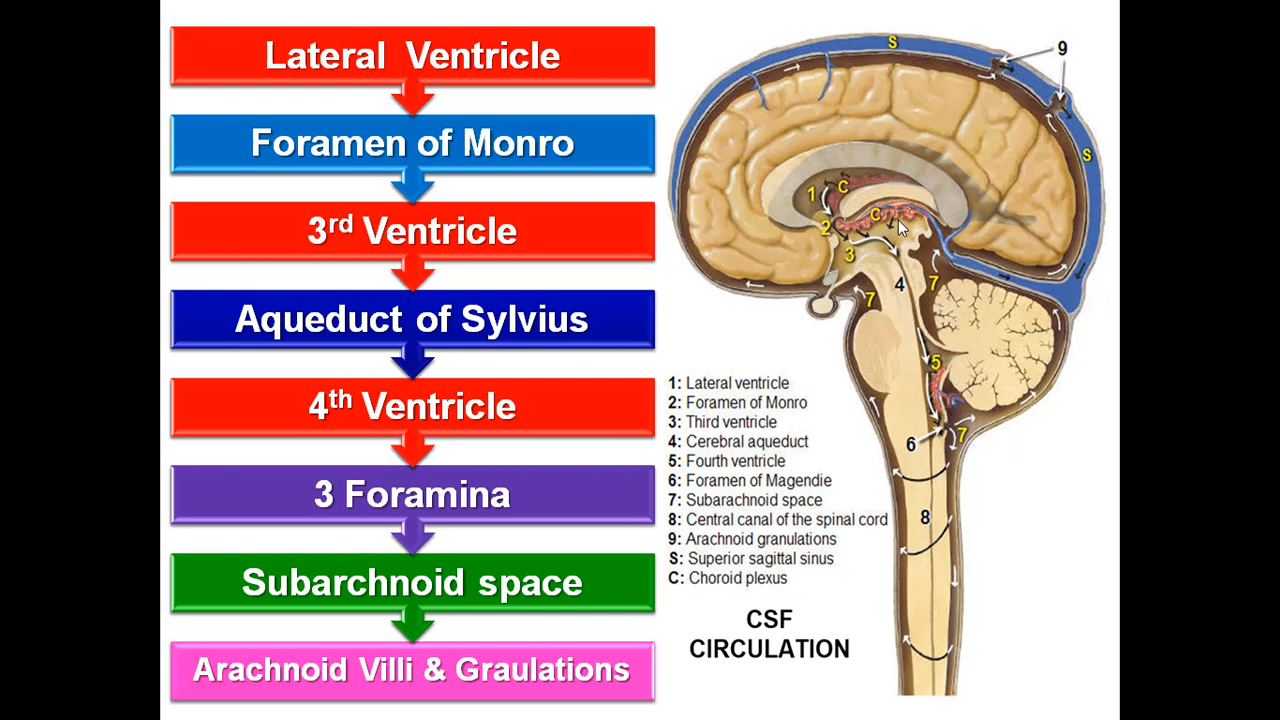 Lateral Ventricle
Foramen of Monro
3rd Ventricle
Aqueduct of Sylvius
4th Ventricle
3 Foramina
Subarchnoid space
Arachnoid Villi & Graulations
S
9
S
1
C
C
2
3
4
7
7
5
6
7
8
1: Lateral ventricle
2: Foramen of Monro
3: Third ventricle
4: Cerebral aqueduct
5: Fourth ventricle
6: Foramen of Magendie
7: Subarachnoid space
8: Central canal of the spinal cord
9: Arachnoid granulations
S: Superior sagittal sinus
C: Choroid plexus
CSF
CIRCULATION